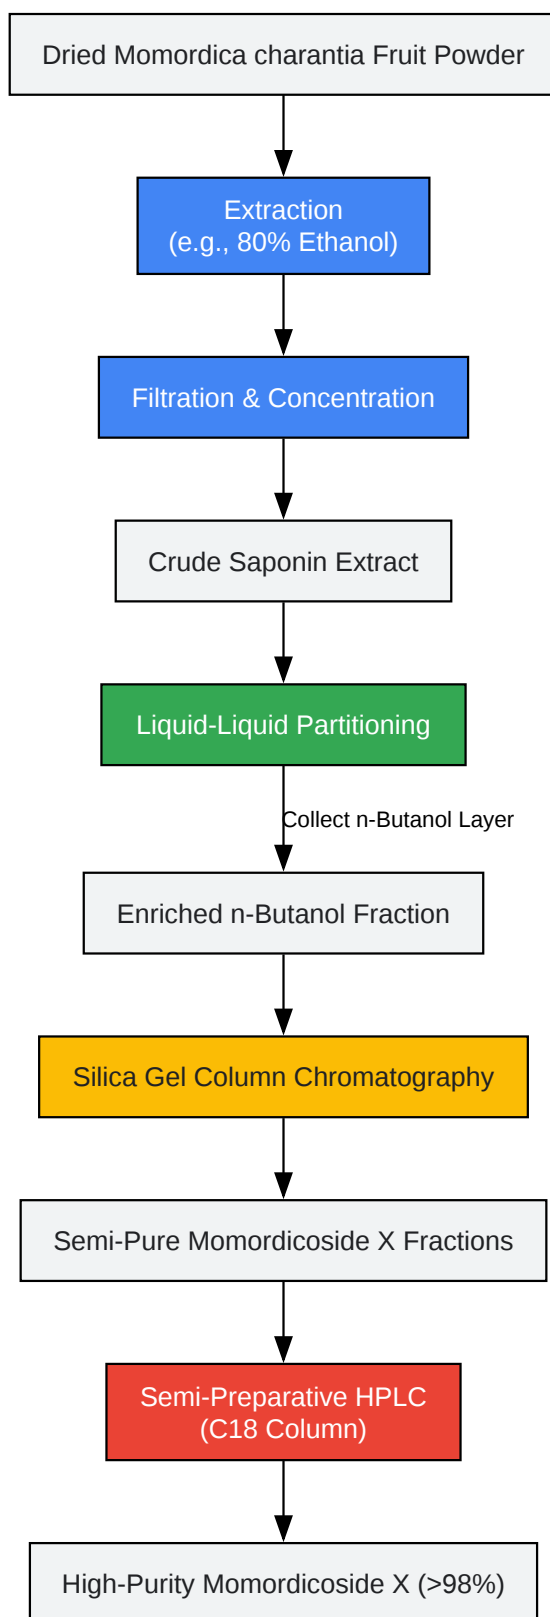 Dried Momordica charantia Fruit Powder
Extraction
(e.g., 80% Ethanol)
Filtration & Concentration
Crude Saponin Extract
Liquid-Liquid Partitioning
Collect n-Butanol Layer
Enriched n-Butanol Fraction
Silica Gel Column Chromatography
Semi-Pure Momordicoside X Fractions
Semi-Preparative HPLC
(C18 Column)
High-Purity Momordicoside X (>98%)